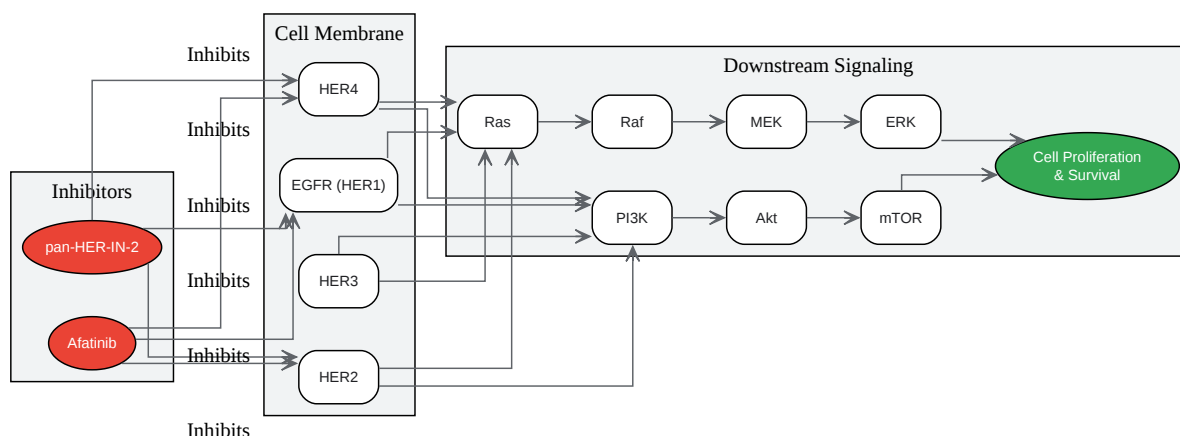 Cell Membrane
Inhibits
Downstream Signaling
HER4
Inhibits
Ras
Raf
MEK
ERK
Cell Proliferation
& Survival
Inhibitors
EGFR (HER1)
Inhibits
PI3K
Akt
mTOR
pan-HER-IN-2
Inhibits
HER3
Afatinib
Inhibits
HER2
Inhibits